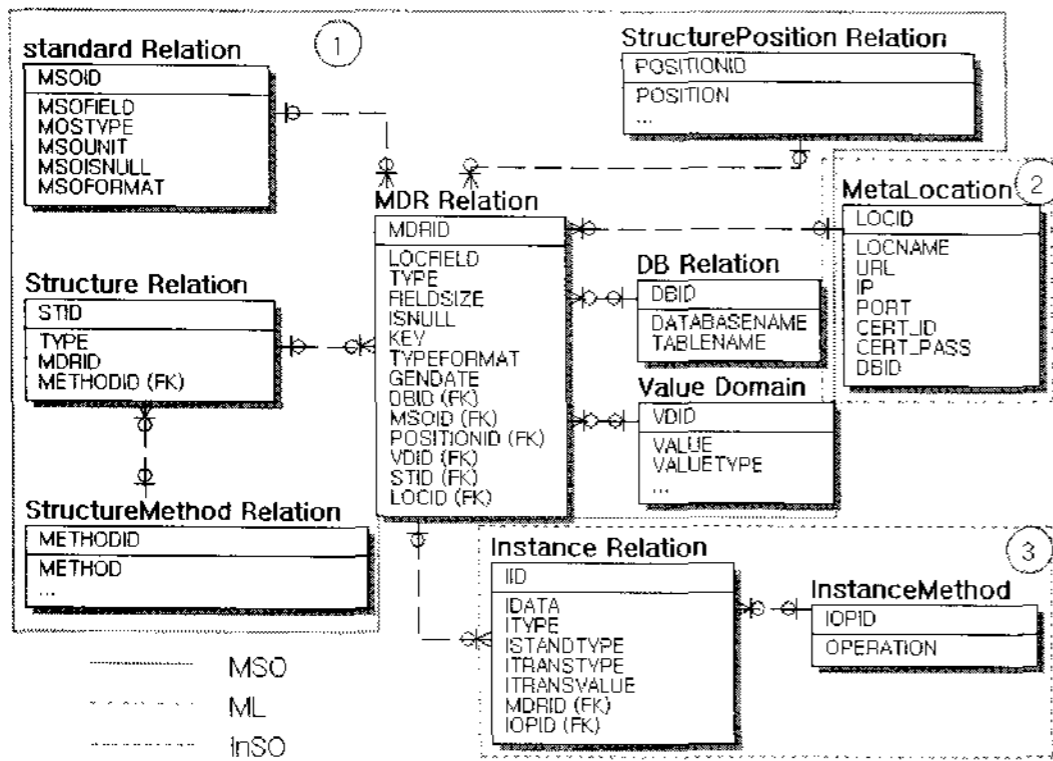 1
standard Relation
MSOID
MSOFIELD
MOSTYPE
MSOUNIT
MSOISNULL
MSOFORMAT
StructurePosition Relation
POSITIONID
POSITION
...
MDR Relation
MDRID
LOCFIELD
TYPE
FIELDSIZE
ISNULL
KEY
TYPEFORMAT
GENDATE
DBID (FK)
MSOID (FK)
POSITIONID (FK)
VDID (FK)
STID (FK)
LOCID (FK)
2
MetaLocation
LOCID
LOCNAME
URL
IP
PORT
CERT_ID
CERT_PASS
DBID
DB Relation
DBID
DATABASENAME
TABLENAME
Structure Relation
STID
TYPE
MDRID
METHODID (FK)
Value Domain
VDID
VALUE
VALUETYPE
...
StructureMethod Relation
METHODID
METHOD
...
3
Instance Relation
IID
IDATA
ITYPE
ISTANDTYPE
ITRANSTYPE
ITRANSVALUE
MDRID (FK)
IOPID (FK)
InstanceMethod
IOPID
OPERATION
MSO
ML
InSO